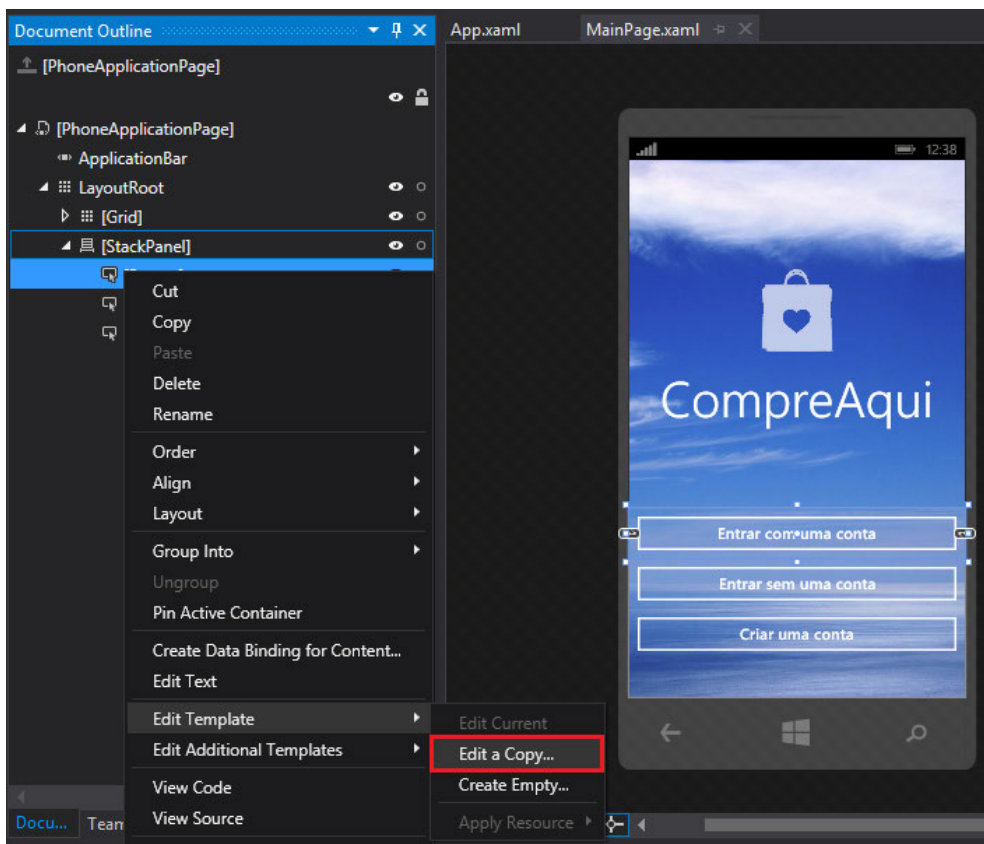 Document Outline
[PhoneApplicationPage]
[PhoneApplicationPage]
ApplicationBar
LayoutRoot
[Grid]
[StackPanel]
Cut
Copy
Paste
Delete
Rename
Order
Align
Layout
Group Into
Ungroup
Pin Active Container
Create Data Binding for Content...
Edit Text
Edit Template
Edit Additional Templates
View Code
View Source
Edit Current
Edit a Copy...
Create Empty...
Apply Resource
Docu...
App.xaml
MainPage.xaml
12:38
CompreAqui
Entrar com uma conta
Entrar sem uma conta
Criar uma conta